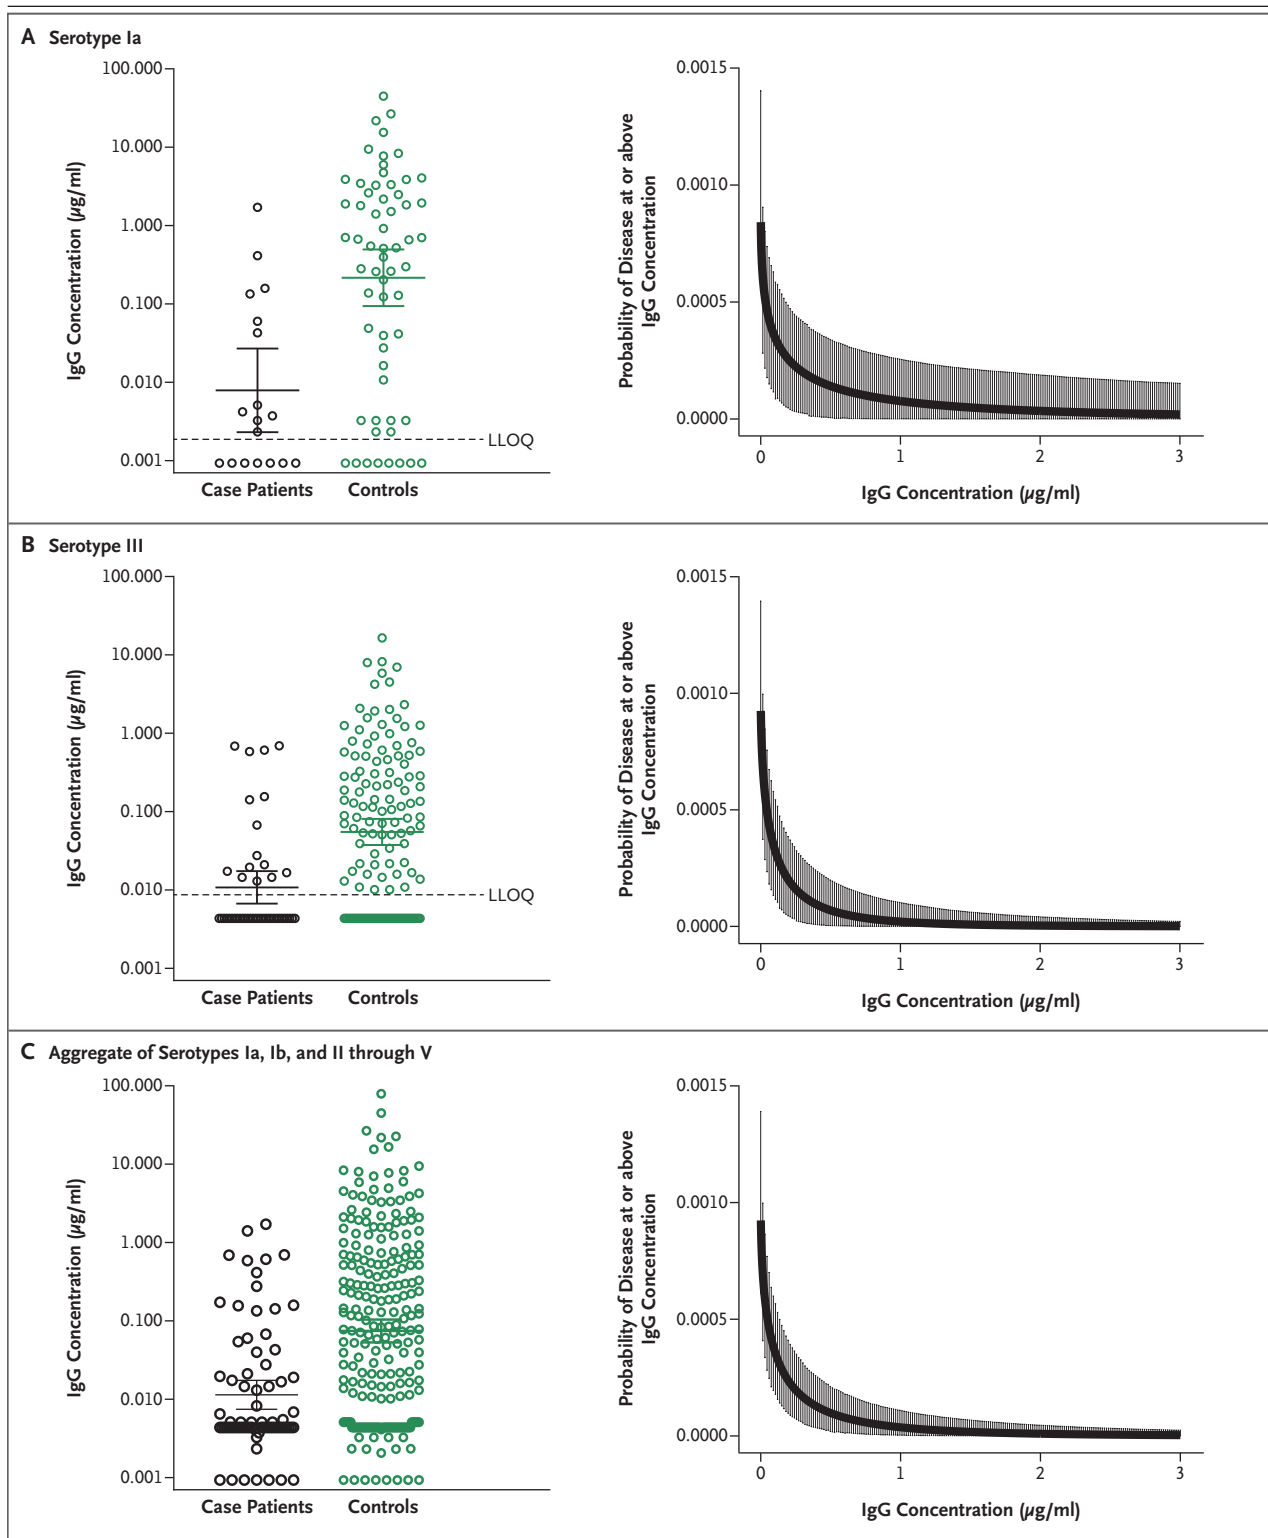 A Serotype Ia
100.000
10.000
1.000
0.100
0.010
0.001
IgG Concentration (µg/ml)
LLOQ
Case Patients
Controls
0.0015
0.0010
0.0005
0.0000
Probability of Disease at or above
IgG Concentration
0
1
2
3
IgG Concentration (µg/ml)
B Serotype III
100.000
10.000
1.000
0.100
0.010
0.001
IgG Concentration (µg/ml)
LLOQ
Case Patients
Controls
0.0015
0.0010
0.0005
0.0000
Probability of Disease at or above
IgG Concentration
0
1
2
3
IgG Concentration (µg/ml)
C Aggregate of Serotypes Ia, Ib, and II through V
100.000
10.000
1.000
0.100
0.010
0.001
IgG Concentration (µg/ml)
Case Patients
Controls
0.0015
0.0010
0.0005
0.0000
Probability of Disease at or above
IgG Concentration
0
1
2
3
IgG Concentration (µg/ml)